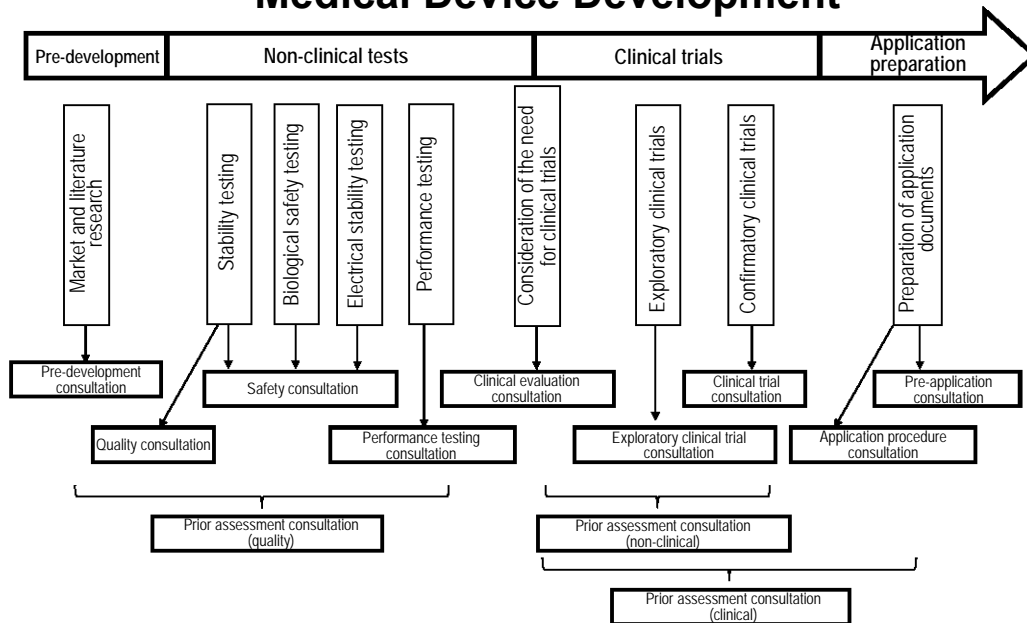 Medical Device Development
Pre-development
Non-clinical tests
Clinical trials
Application
preparation
Market and literature
research
Stability testing
Biological safety testing
Electrical stability testing
Performance testing
Consideration of the need
for clinical trials
Exploratory clinical trials
Confirmatory clinical trials
Preparation of application
documents
Pre-development
consultation
Safety consultation
Clinical evaluation
consultation
Clinical trial
consultation
Pre-application
consultation
Quality consultation
Performance testing
consultation
Exploratory clinical trial
consultation
Application procedure
consultation
Prior assessment consultation
(quality)
Prior assessment consultation
(non-clinical)
Prior assessment consultation
(clinical)